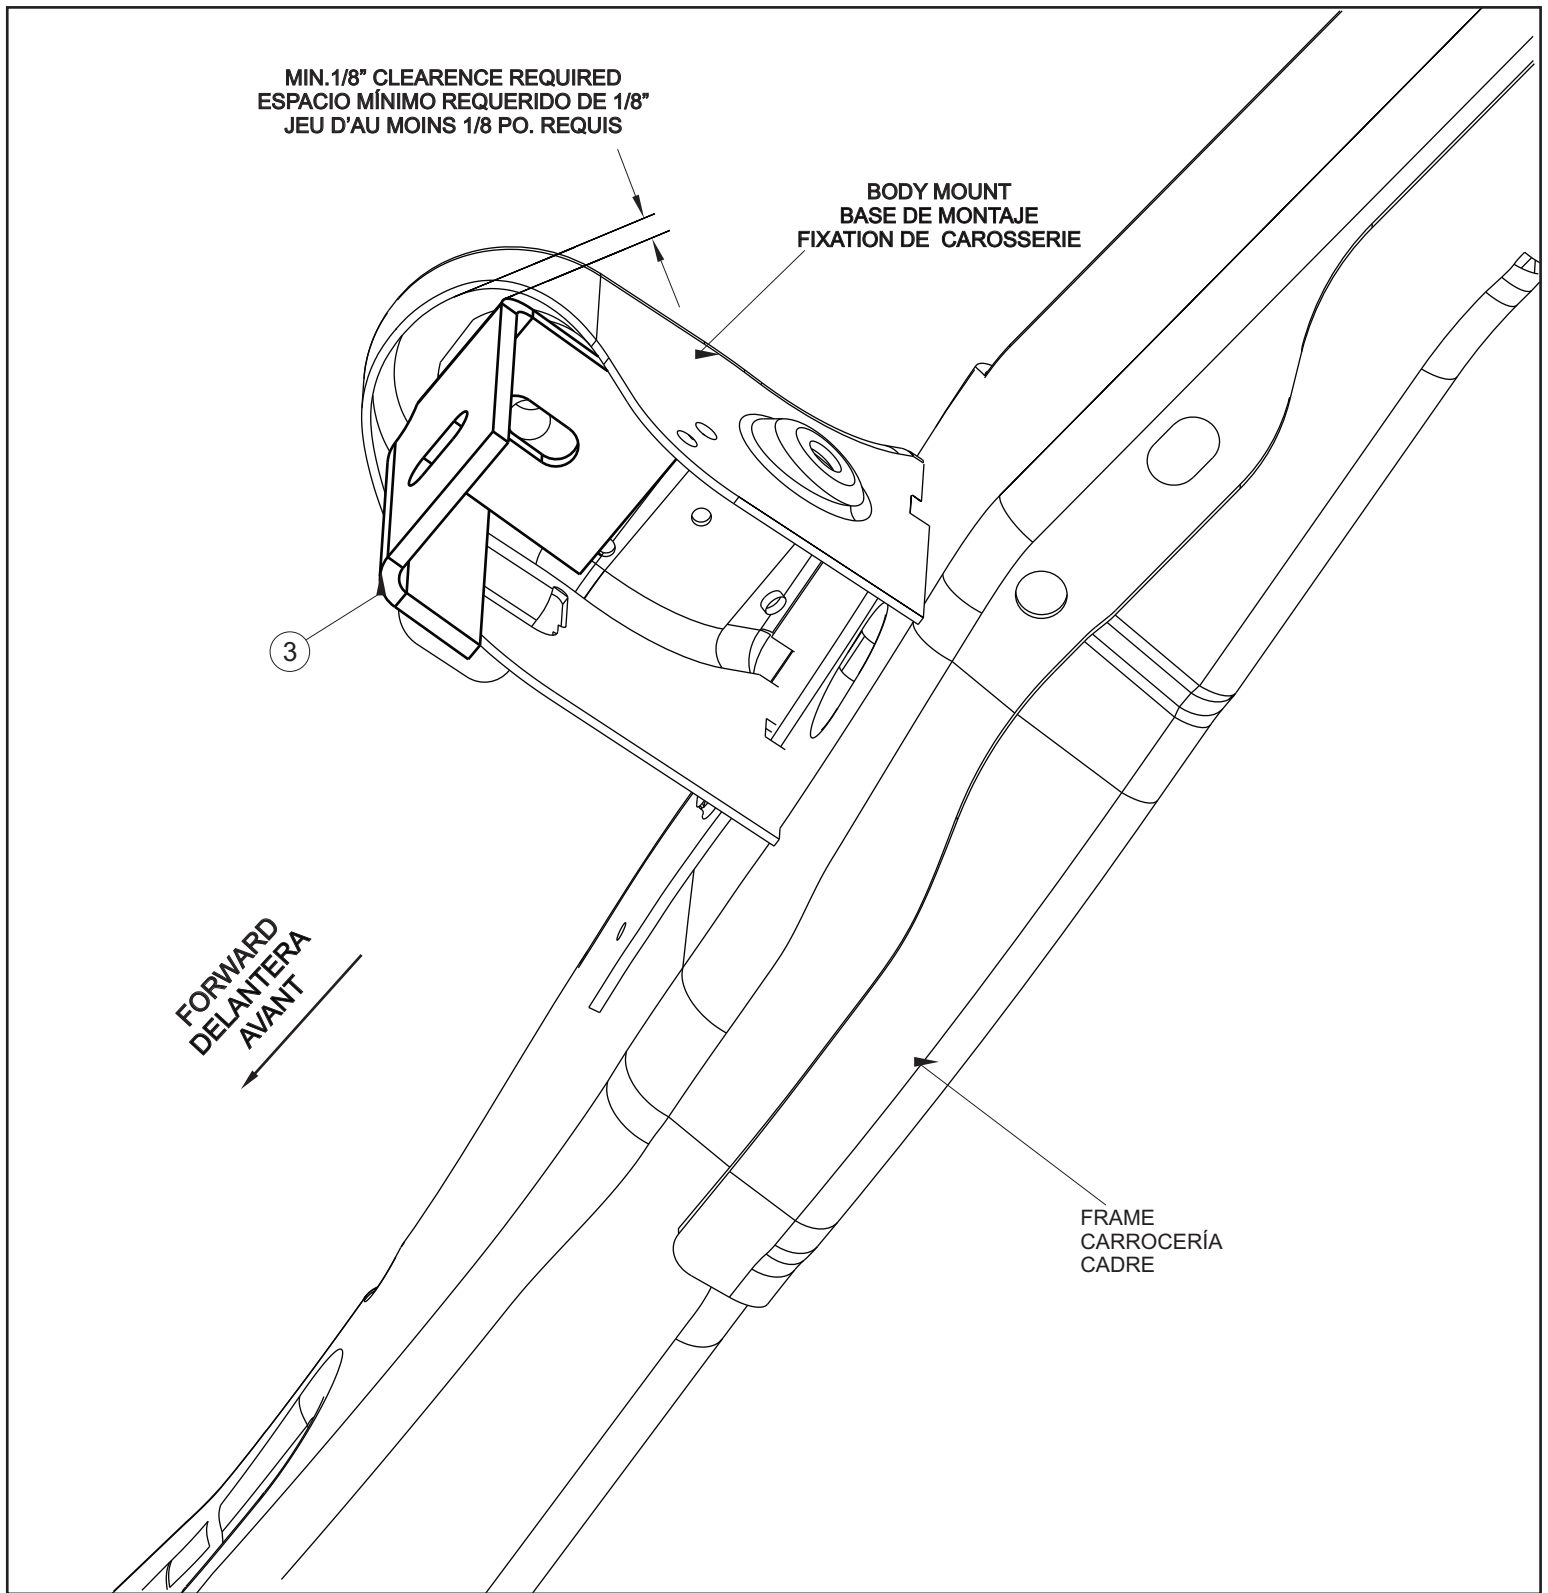 MIN.1/8” CLEARENCE REQUIRED
ESPACIO MÍNIMO REQUERIDO DE 1/8”
JEU D’AU MOINS 1/8 PO. REQUIS
BODY MOUNT
BASE DE MONTAJE
FIXATION DE CAROSSERIE
3
FORWARD
DELANTERA
AVANT
FRAME
CARROCERÍA
CADRE